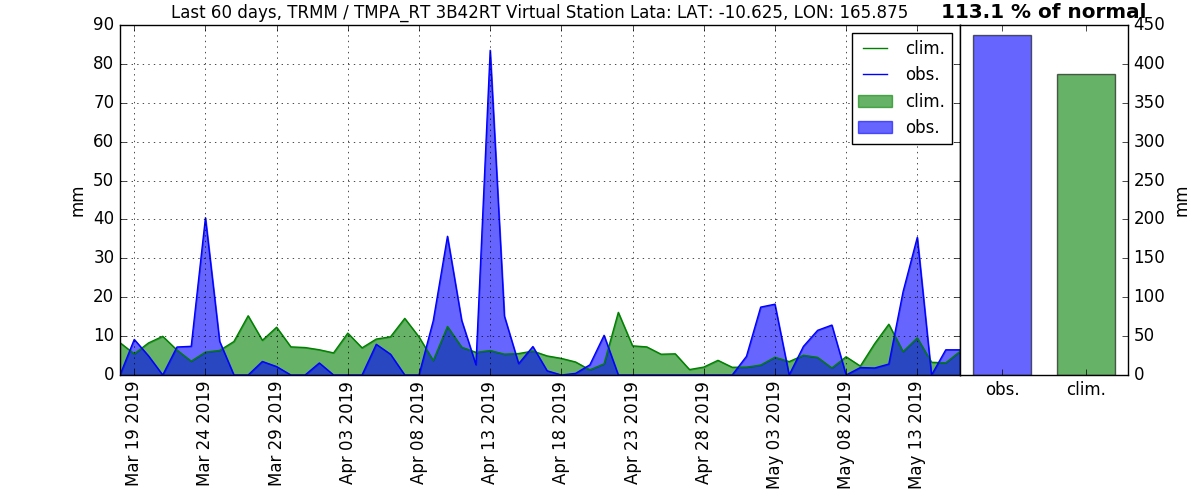 Last 60 days, TRMM / TMPA_RT 3B42RT Virtual Station Lata: LAT: -10.625, LON: 165.875
113.1 % of normal
90
80
70
60
50
40
30
20
10
0
mm
clim.
obs.
clim.
obs.
Mar 19 2019
Mar 24 2019
Mar 29 2019
Apr 03 2019
Apr 08 2019
Apr 13 2019
Apr 18 2019
Apr 23 2019
Apr 28 2019
May 03 2019
May 08 2019
May 13 2019
450
400
350
300
250
200
150
100
50
0
mm
obs.
clim.